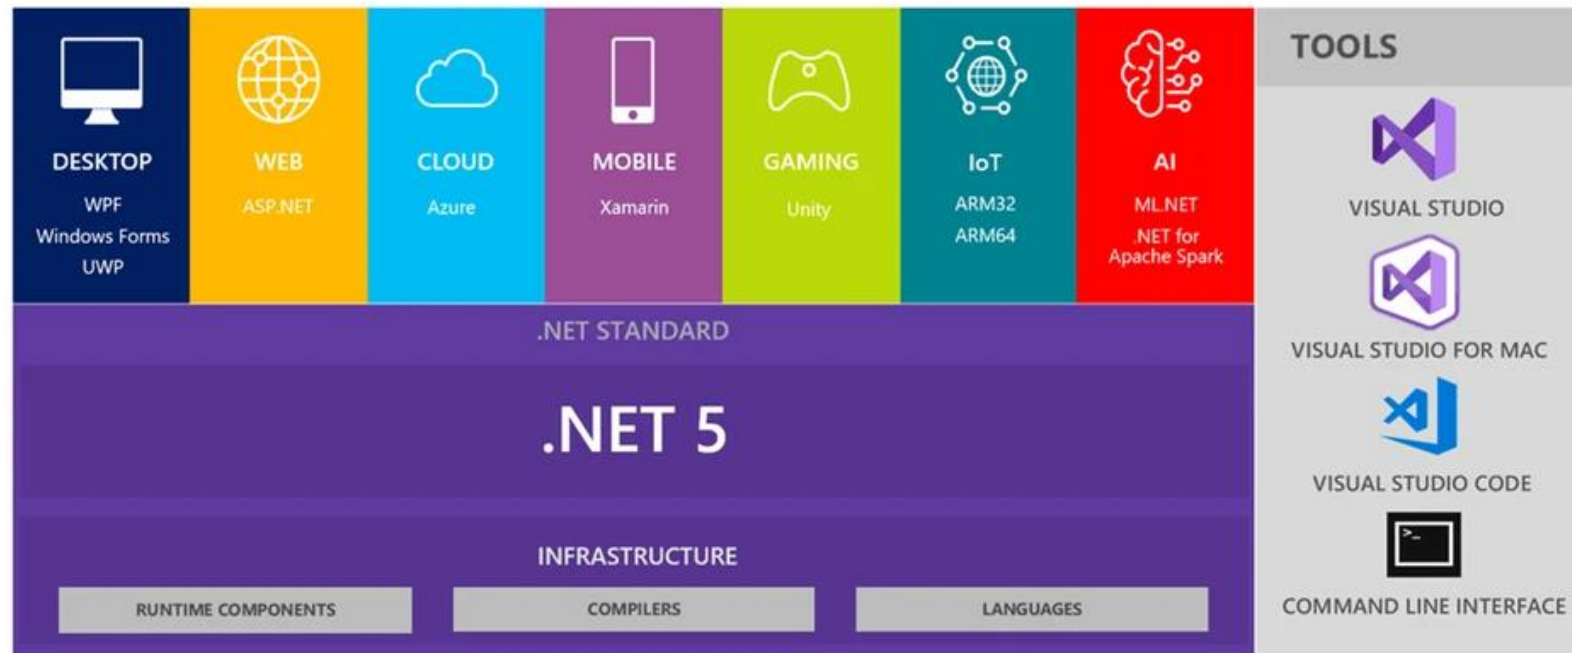 DESKTOP
WPF
Windows Forms
UWP
WEB
ASP.NET
CLOUD
Azure
MOBILE
Xamarin
GAMING
Unity
IoT
ARM32
ARM64
AI
ML.NET
.NET for
Apache Spark
.NET STANDARD
.NET 5
INFRASTRUCTURE
RUNTIME COMPONENTS
COMPILERS
LANGUAGES
TOOLS
VISUAL STUDIO
VISUAL STUDIO FOR MAC
VISUAL STUDIO CODE
>_
COMMAND LINE INTERFACE